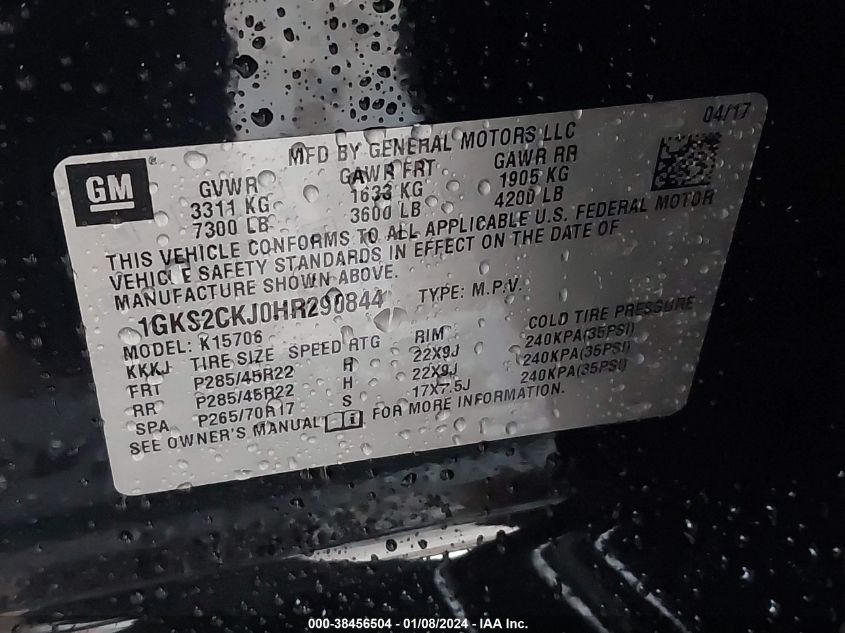 04/17
MFD BY GENERAL MOTORS LLC
GM
GVWR GAWR FRT GAWR RR
3311 KG 1633 KG 1905 KG
7300 LB 3600 LB 4200 LB
THIS VEHICLE CONFORMS TO ALL APPLICABLE U.S. FEDERAL MOTOR
VEHICLE SAFETY STANDARDS IN EFFECT ON THE DATE OF
MANUFACTURE SHOWN ABOVE.
1GKS2CKJ0HR290844 TYPE: M.P.V.
MODEL: K15706
KKKJ TIRE SIZE SPEED RTG RIM COLD TIRE PRESSURE
FRT P285/45R22 H 22X9J 240KPA(35PSI)
RR P285/45R22 H 22X9J 240KPA(35PSI)
SPA P265/70R17 S 17X7.5J 240KPA(35PSI)
SEE OWNER'S MANUAL FOR MORE INFORMATION.
000-38456504 - 01/08/2024 - IAA Inc.